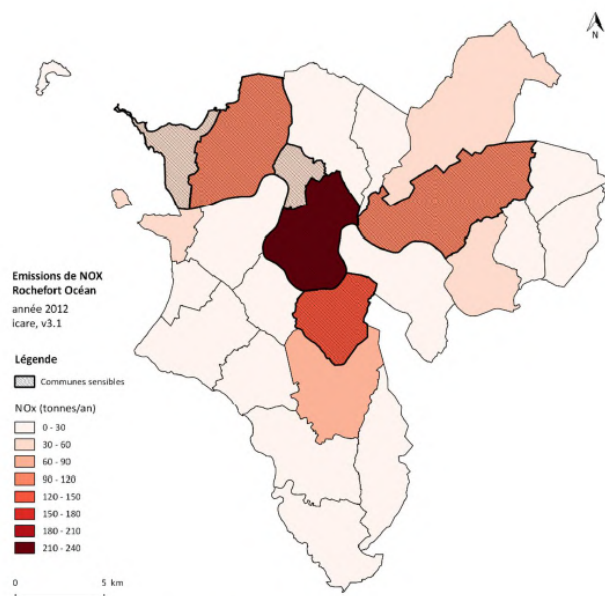 N
Emissions de NOX
Rochefort Océan
année 2012
icare, v3.1
Légende
Communes sensibles
NOx (tonnes/an)
0 - 30
30 - 60
60 - 90
90 - 120
120 - 150
150 - 180
180 - 210
210 - 240
0 5 km